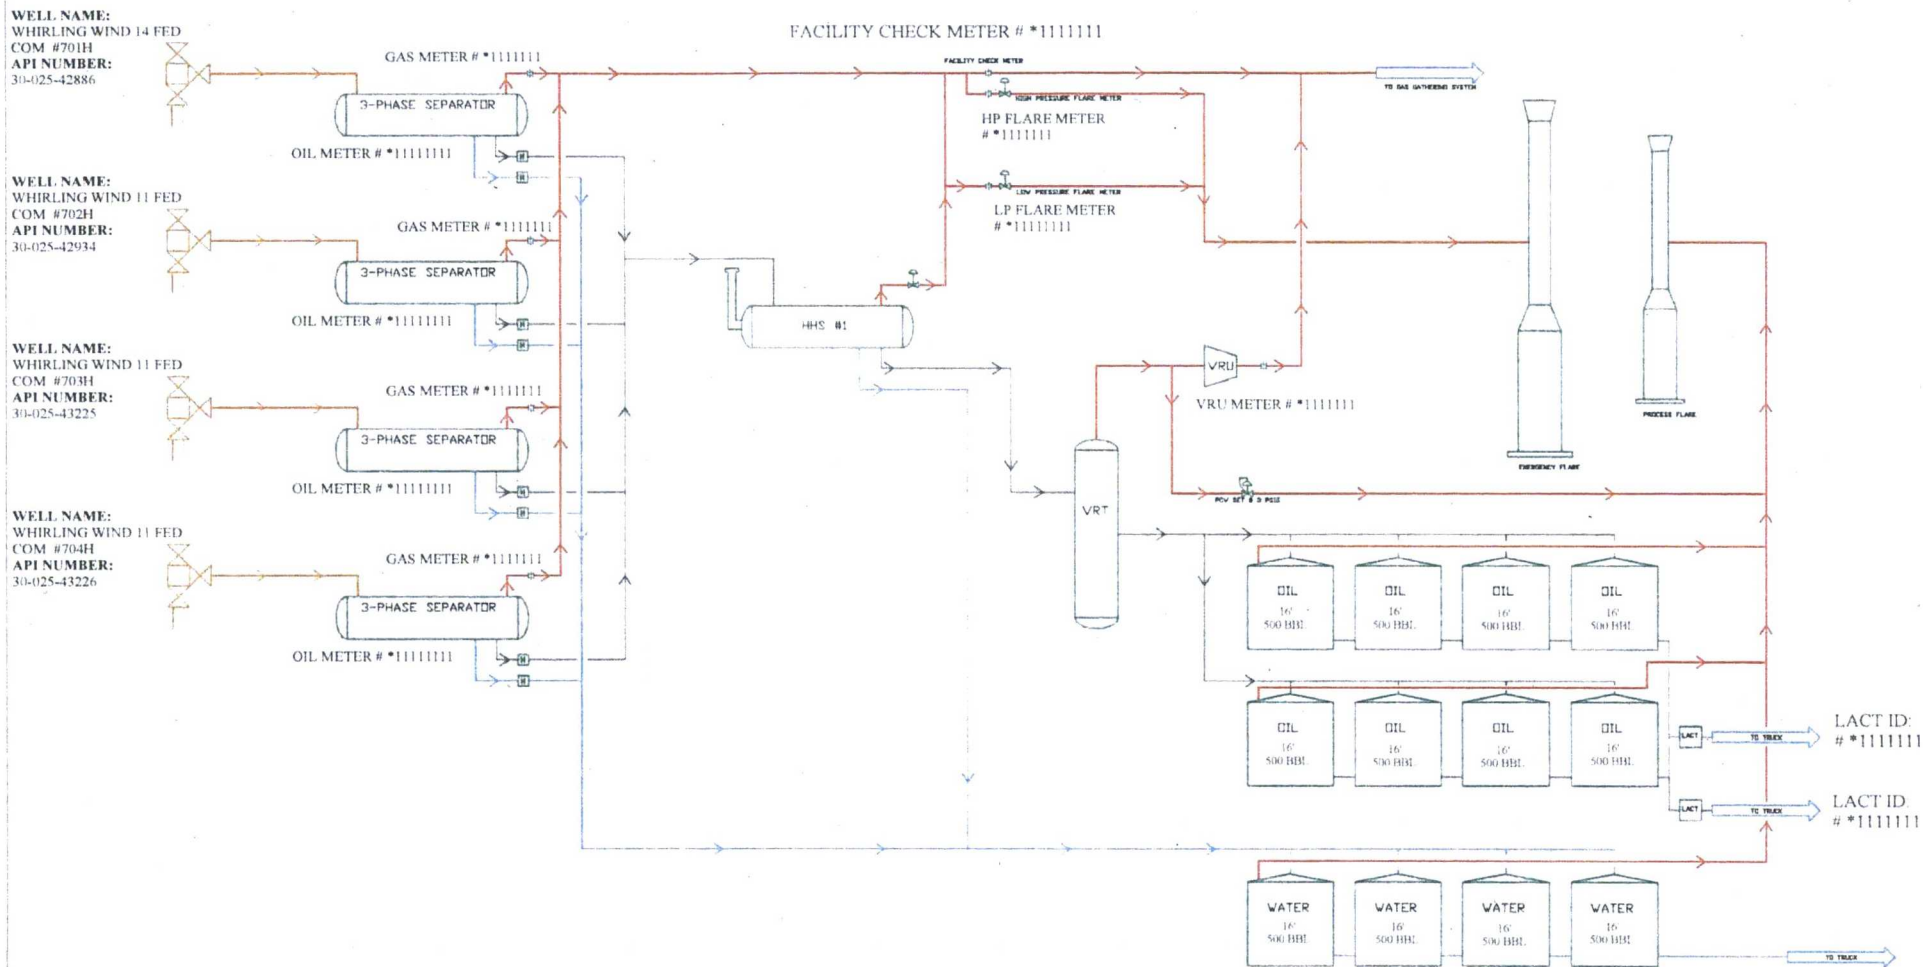 WELL NAME:
WHIRLING WIND 14 FED
COM #701H
API NUMBER:
30-025-42886
GAS METER # *1111111
3-PHASE SEPARATOR
OIL METER # *11111111
WELL NAME:
WHIRLING WIND 11 FED
COM #702H
API NUMBER:
30-025-42934
GAS METER # *1111111
3-PHASE SEPARATOR
OIL METER # *11111111
WELL NAME:
WHIRLING WIND 11 FED
COM #703H
API NUMBER:
30-025-43225
GAS METER # *1111111
3-PHASE SEPARATOR
OIL METER # *11111111
WELL NAME:
WHIRLING WIND 11 FED
COM #704H
API NUMBER:
30-025-43226
GAS METER # *1111111
3-PHASE SEPARATOR
OIL METER # *11111111
M
M
M
M
M
M
M
M
FACILITY CHECK METER # *1111111
FACILITY CHECK METER
HIGH PRESSURE FLARE METER
HP FLARE METER
# *1111111
LOW PRESSURE FLARE METER
LP FLARE METER
# *11111111
TO GAS GATHERING SYSTEM
HHS #1
VRU
VRU METER # *1111111
PCV SET @ 3 PSIG
VRT
EMERGENCY FLARE
PROCESS FLARE
OIL
16'
500 BBL
OIL
16'
500 BBL
OIL
16'
500 BBL
OIL
16'
500 BBL
OIL
16'
500 BBL
OIL
16'
500 BBL
OIL
16'
500 BBL
OIL
16'
500 BBL
LACT
TO TRUCK
LACT ID:
# *1111111
LACT
TO TRUCK
LACT ID:
# *1111111
WATER
16'
500 BBL
WATER
16'
500 BBL
WATER
16'
500 BBL
WATER
16'
500 BBL
TO TRUCK